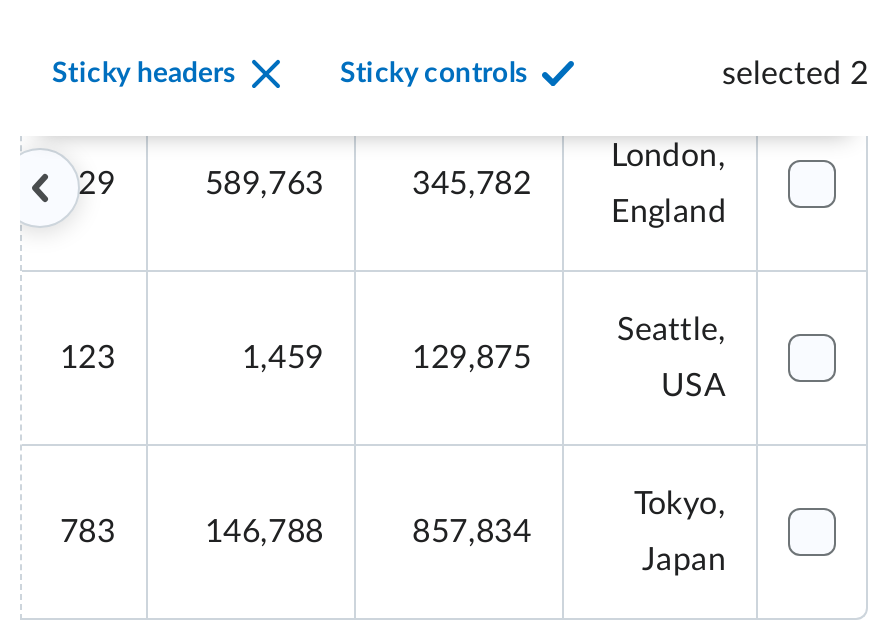 Sticky headers Sticky controls selected 2
29 589,763 345,782 London,
England
123 1,459 129,875 Seattle,
USA
783 146,788 857,834 Tokyo,
Japan